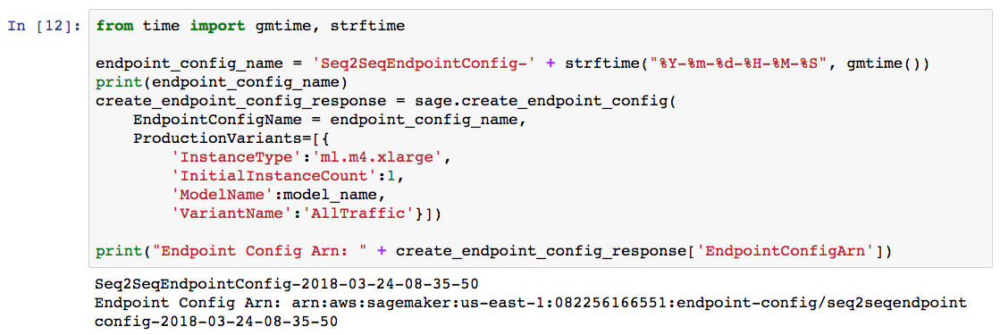 In [12]: from time import gmtime, strftime
endpoint_config_name = 'Seq2SeqEndpointConfig-' + strftime("%Y-%m-%d-%H-%M-%S", gmtime())
print(endpoint_config_name)
create_endpoint_config_response = sage.create_endpoint_config(
    EndpointConfigName = endpoint_config_name,
    ProductionVariants=[{
        'InstanceType':'ml.m4.xlarge',
        'InitialInstanceCount':1,
        'ModelName':model_name,
        'VariantName':'AllTraffic'}])
print("Endpoint Config Arn: " + create_endpoint_config_response['EndpointConfigArn'])
Seq2SeqEndpointConfig-2018-03-24-08-35-50
Endpoint Config Arn: arn:aws:sagemaker:us-east-1:082256166551:endpoint-config/seq2seqendpoint
config-2018-03-24-08-35-50